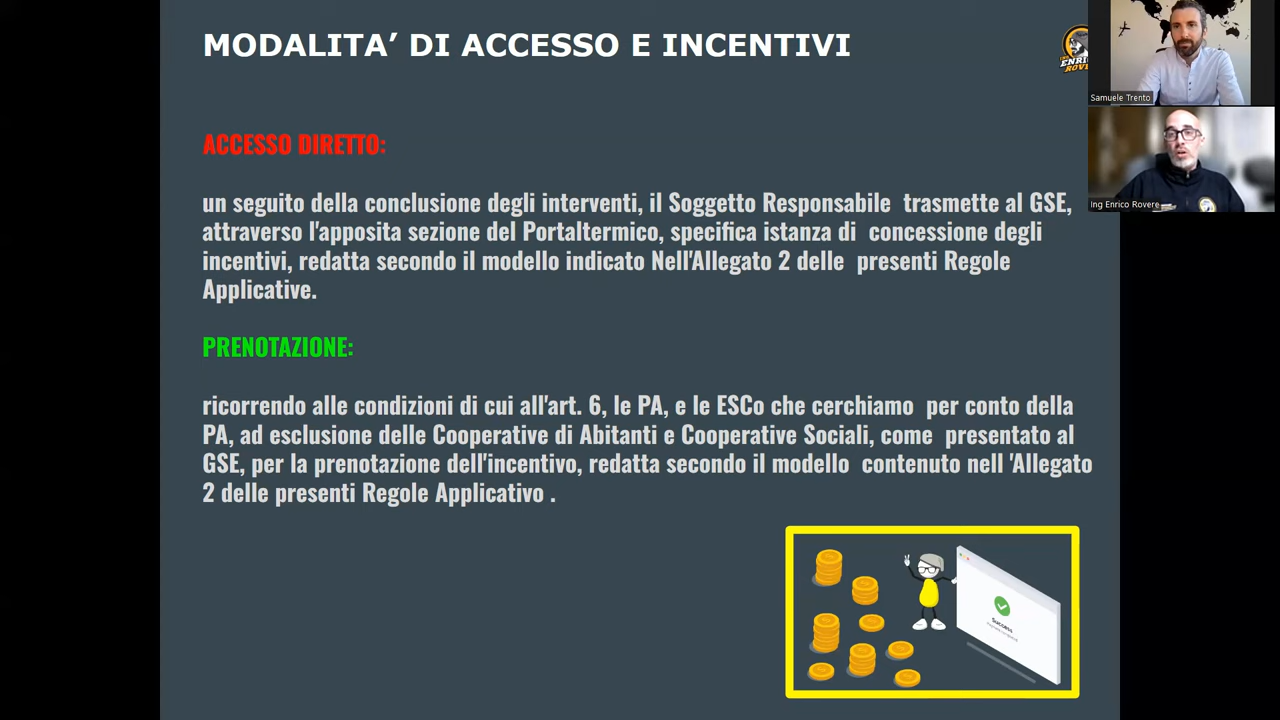 MODALITA’ DI ACCESSO E INCENTIVI
ENRICO
ROVERE
Samuele Trento
Ing Enrico Rovere
ACCESSO DIRETTO:
un seguito della conclusione degli interventi, il Soggetto Responsabile trasmette al GSE,
attraverso l'apposita sezione del Portaltermico, specifica istanza di concessione degli
incentivi, redatta secondo il modello indicato Nell'Allegato 2 delle presenti Regole
Applicative.
PRENOTAZIONE:
ricorrendo alle condizioni di cui all'art. 6, le PA, e le ESCo che cerchiamo per conto della
PA, ad esclusione delle Cooperative di Abitanti e Cooperative Sociali, come presentato al
GSE, per la prenotazione dell'incentivo, redatta secondo il modello contenuto nell 'Allegato
2 delle presenti Regole Applicativo .
Success